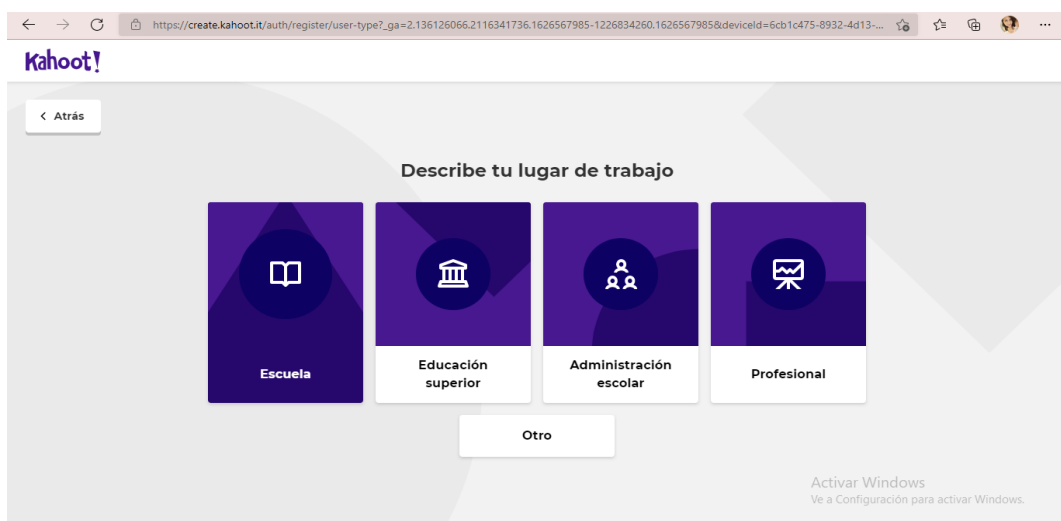 https://create.kahoot.it/auth/register/user-type?_ga=2.136126066.2116341736.1626567985-1226834260.1626567985&deviceId=6cb1c475-8932-4d13-...
Kahoot!
Atrás
Describe tu lugar de trabajo
Escuela
Educación
superior
Administración
escolar
Profesional
Otro
Activar Windows
Ve a Configuración para activar Windows.